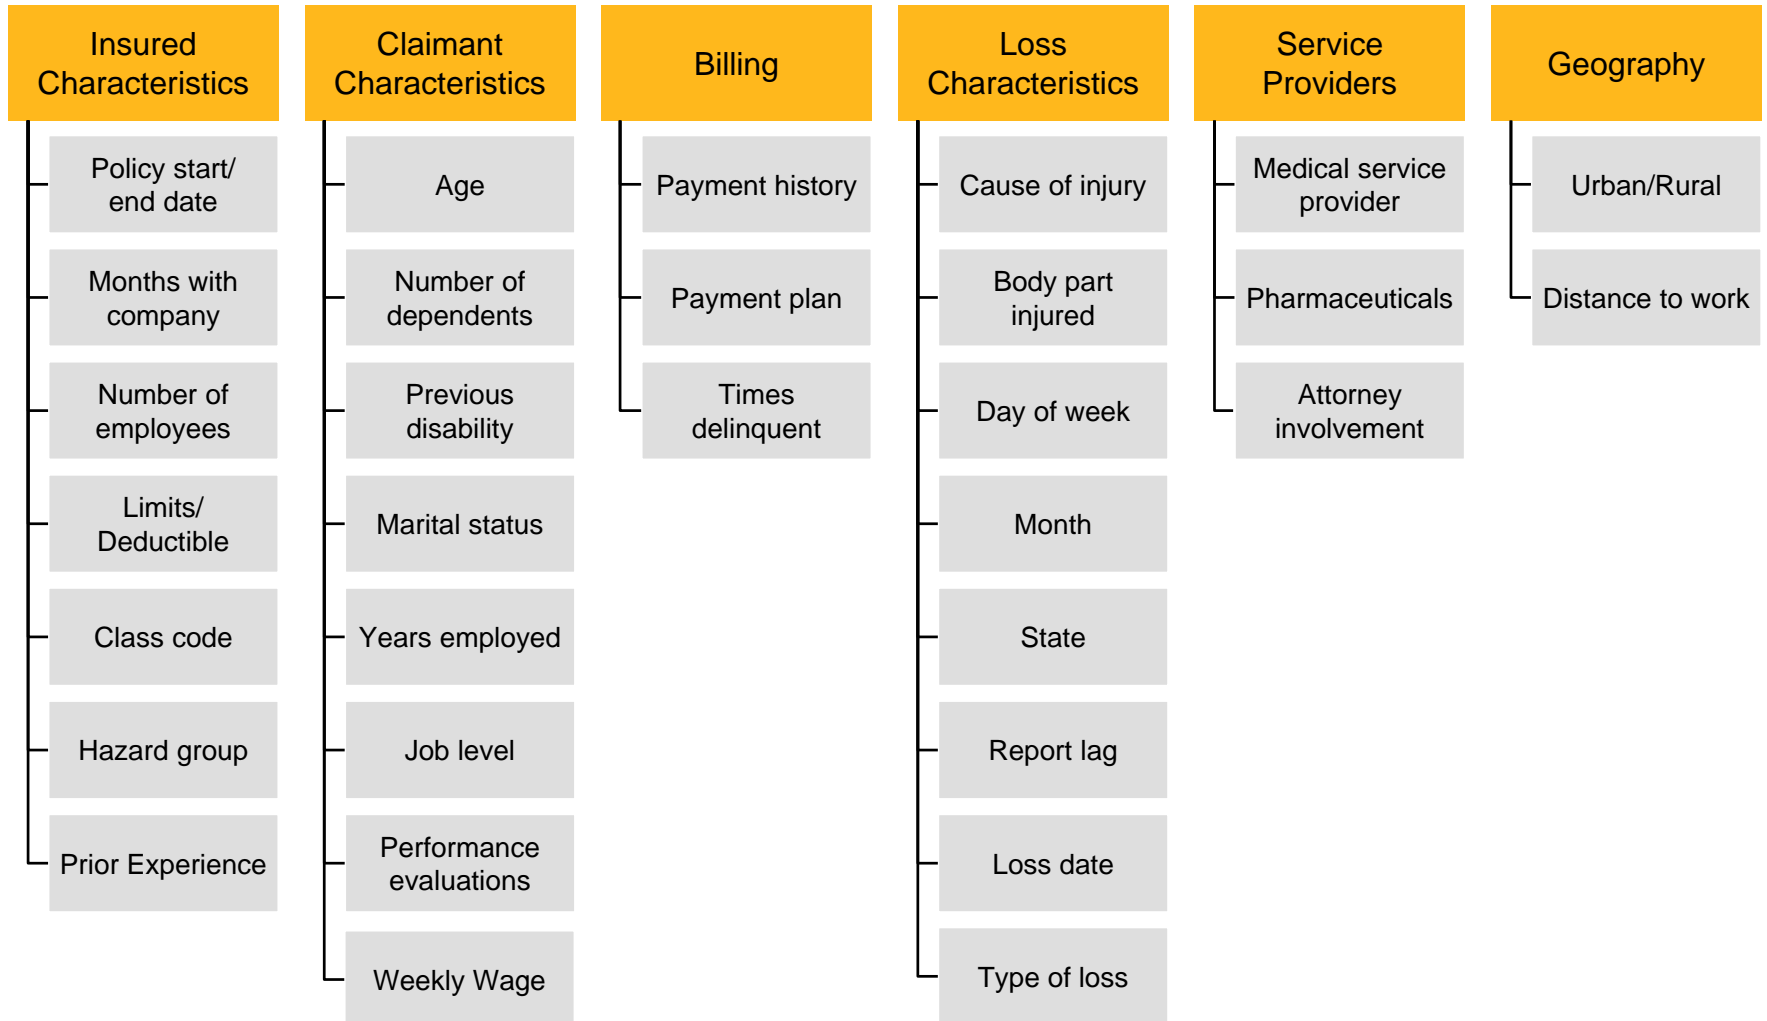 Insured
Characteristics
Policy start/
end date
Months with
company
Number of
employees
Limits/
Deductible
Class code
Hazard group
Prior Experience
Claimant
Characteristics
Age
Number of
dependents
Previous
disability
Marital status
Years employed
Job level
Performance
evaluations
Weekly Wage
Billing
Payment history
Payment plan
Times
delinquent
Loss
Characteristics
Cause of injury
Body part
injured
Day of week
Month
State
Report lag
Loss date
Type of loss
Service
Providers
Medical service
provider
Pharmaceuticals
Attorney
involvement
Geography
Urban/Rural
Distance to work